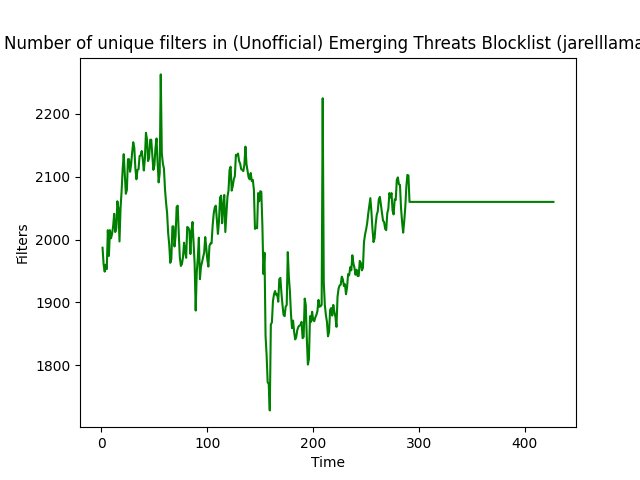 Number of unique filters in (Unofficial) Emerging Threats Blocklist (jarelllama
2200
2100
2000
1900
1800
Filters
0 100 200 300 400
Time